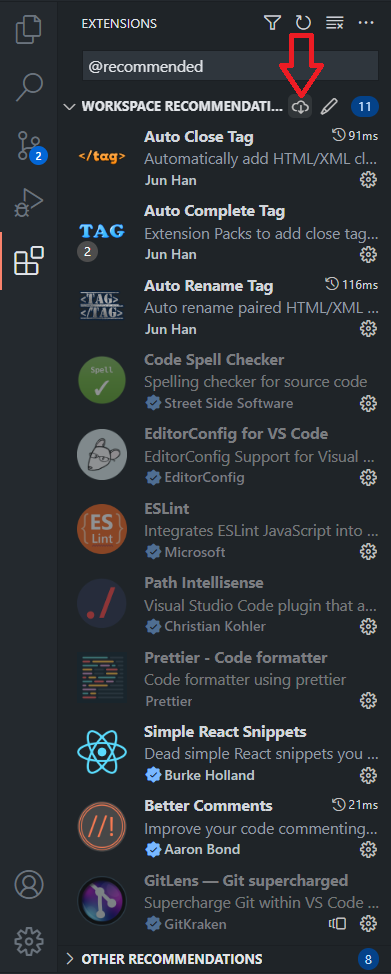 EXTENSIONS
@recommended
WORKSPACE RECOMMENDATI... 11
Auto Close Tag 91ms
</tag>
Automatically add HTML/XML cl...
Jun Han
2
Auto Complete Tag
TAG
Extension Packs to add close tag...
2
Jun Han
Auto Rename Tag 116ms
<TAG>
</TAG>
Auto rename paired HTML/XML ...
Jun Han
Code Spell Checker
Spell
Spelling checker for source code
Street Side Software
EditorConfig for VS Code
EditorConfig Support for Visual ...
EditorConfig
ESLint
{ES
Lint}
Integrates ESLint JavaScript into ...
Microsoft
Path Intellisense
./
Visual Studio Code plugin that a...
Christian Kohler
Prettier - Code formatter
Code formatter using prettier
Prettier
Simple React Snippets
Dead simple React snippets you ...
Burke Holland
Better Comments 21ms
//!
Improve your code commenting...
Aaron Bond
GitLens — Git supercharged
Supercharge Git within VS Code ...
GitKraken
OTHER RECOMMENDATIONS 8